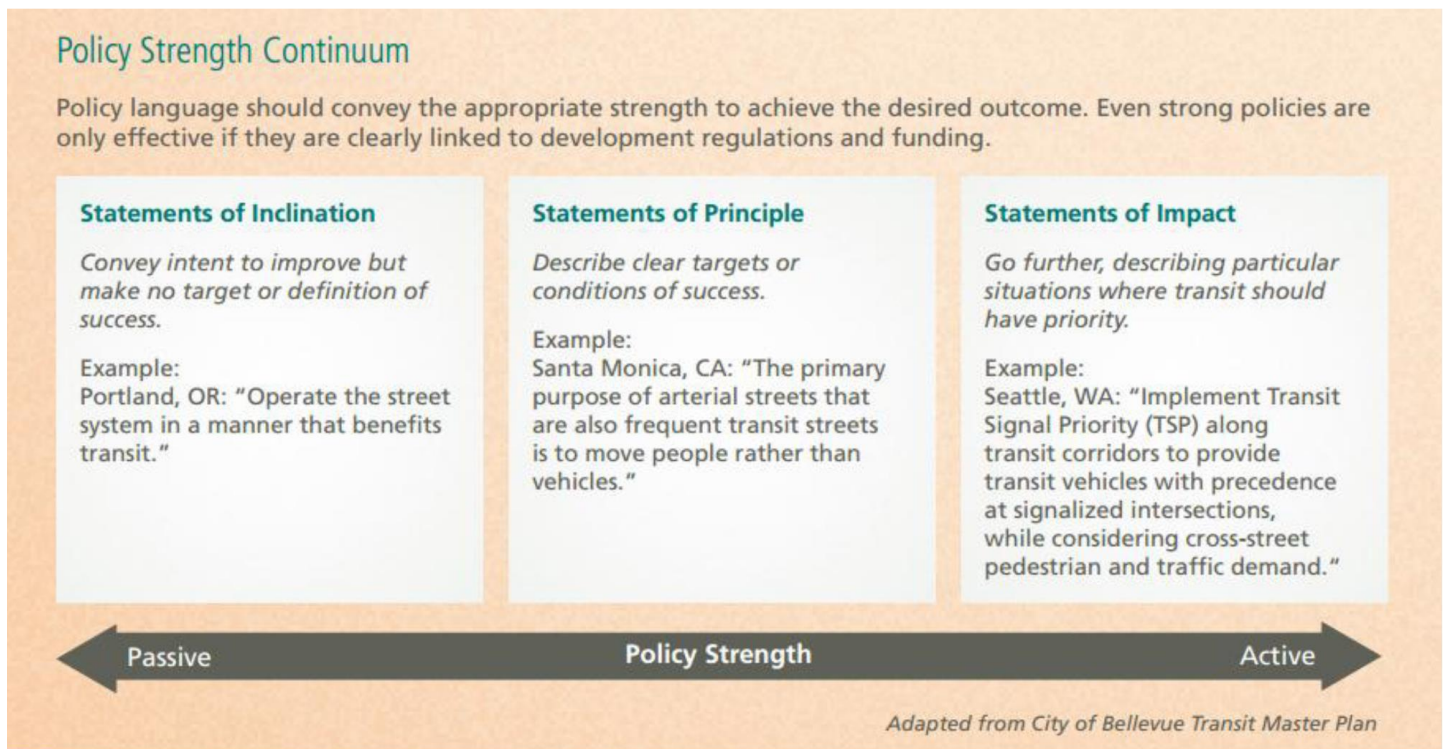 Policy Strength Continuum
Policy language should convey the appropriate strength to achieve the desired outcome. Even strong policies are
only effective if they are clearly linked to development regulations and funding.
Statements of Inclination
Convey intent to improve but
make no target or definition of
success.
Example:
Portland, OR: “Operate the street
system in a manner that benefits
transit.”
Statements of Principle
Describe clear targets or
conditions of success.
Example:
Santa Monica, CA: “The primary
purpose of arterial streets that
are also frequent transit streets
is to move people rather than
vehicles.”
Statements of Impact
Go further, describing particular
situations where transit should
have priority.
Example:
Seattle, WA: “Implement Transit
Signal Priority (TSP) along
transit corridors to provide
transit vehicles with precedence
at signalized intersections,
while considering cross-street
pedestrian and traffic demand.”
Passive
Policy Strength
Active
Adapted from City of Bellevue Transit Master Plan